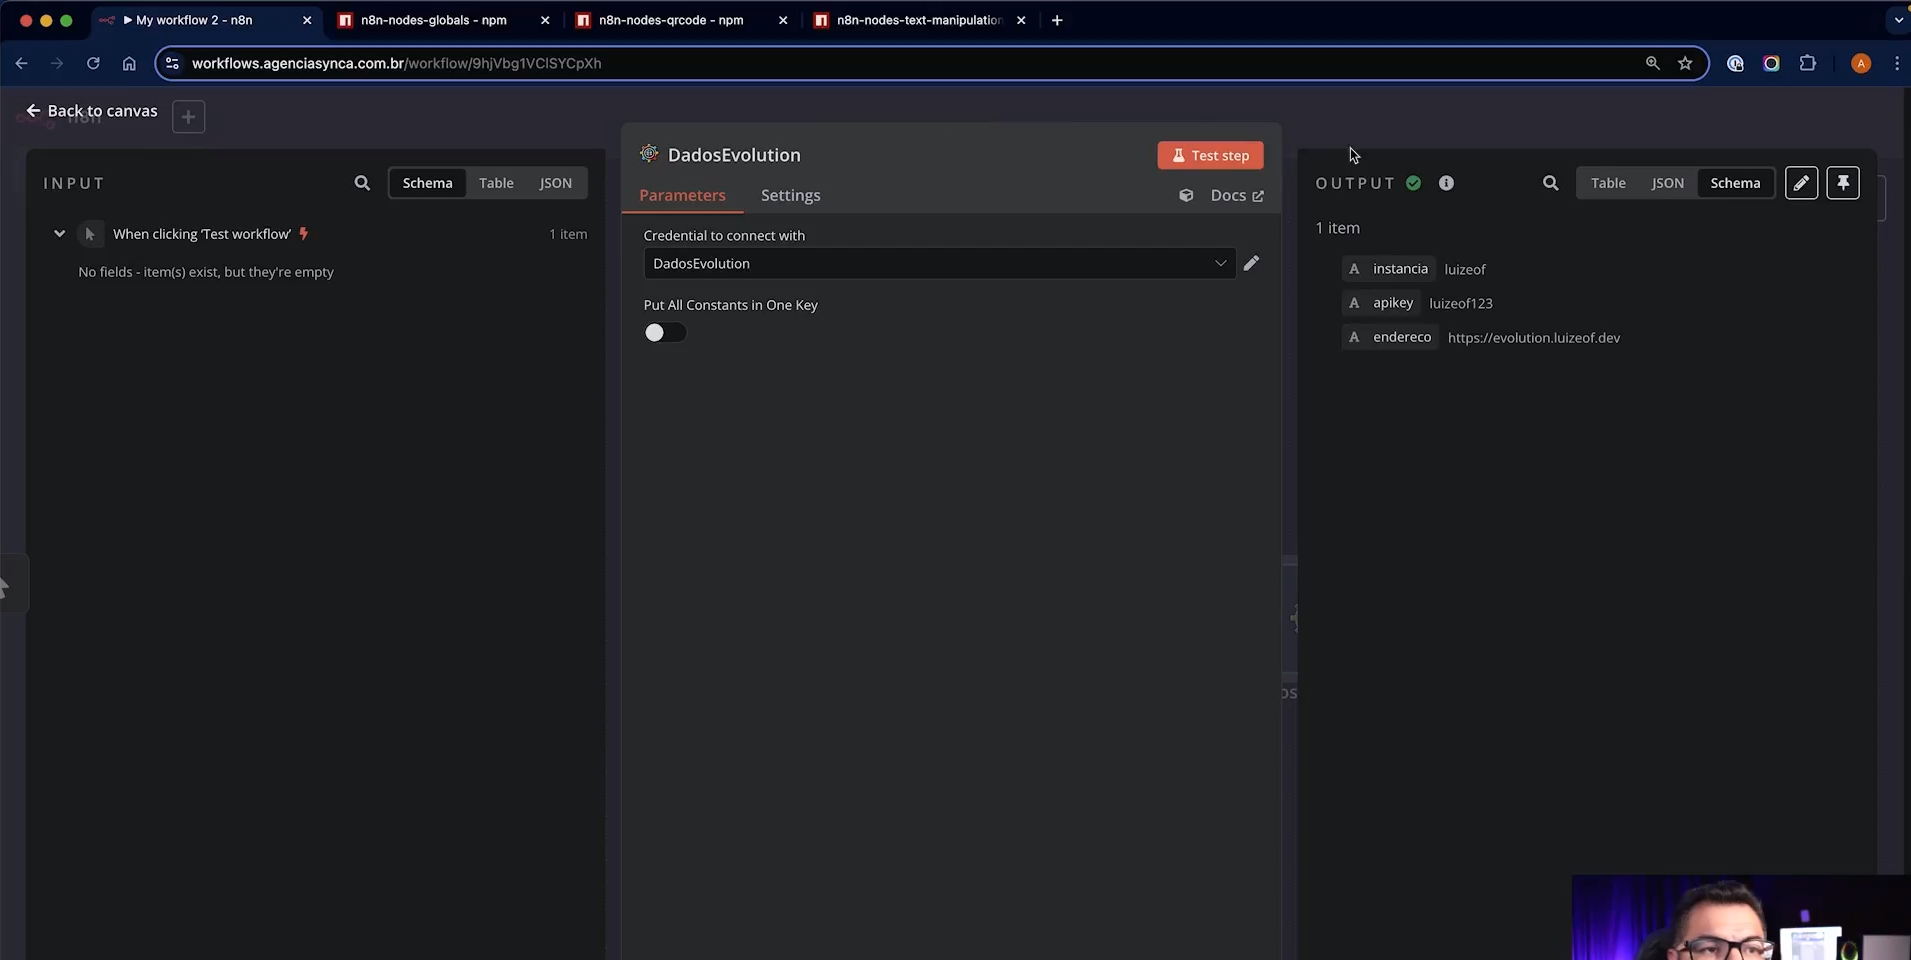 My workflow 2 - n8n
n8n-nodes-globals - npm
n8n-nodes-qrcode - npm
n8n-nodes-text-manipulation
workflows.agenciasynca.com.br/workflow/9hjVbg1VClSYCpXh
A
Back to canvas
n8n
DadosEvolution
Test step
INPUT
Schema
Table
JSON
Parameters
Settings
Docs
OUTPUT
Table
JSON
Schema
When clicking ‘Test workflow’
1 item
No fields - item(s) exist, but they're empty
Credential to connect with
DadosEvolution
Put All Constants in One Key
1 item
A instancia luizeof
A apikey luizeof123
A endereco https://evolution.luizeof.dev
os